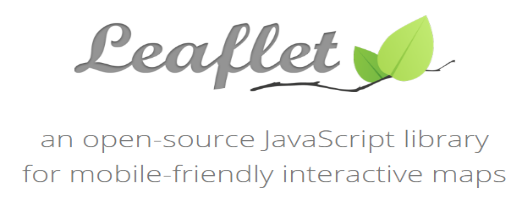 Leaflet
an open-source JavaScript library
for mobile-friendly interactive maps